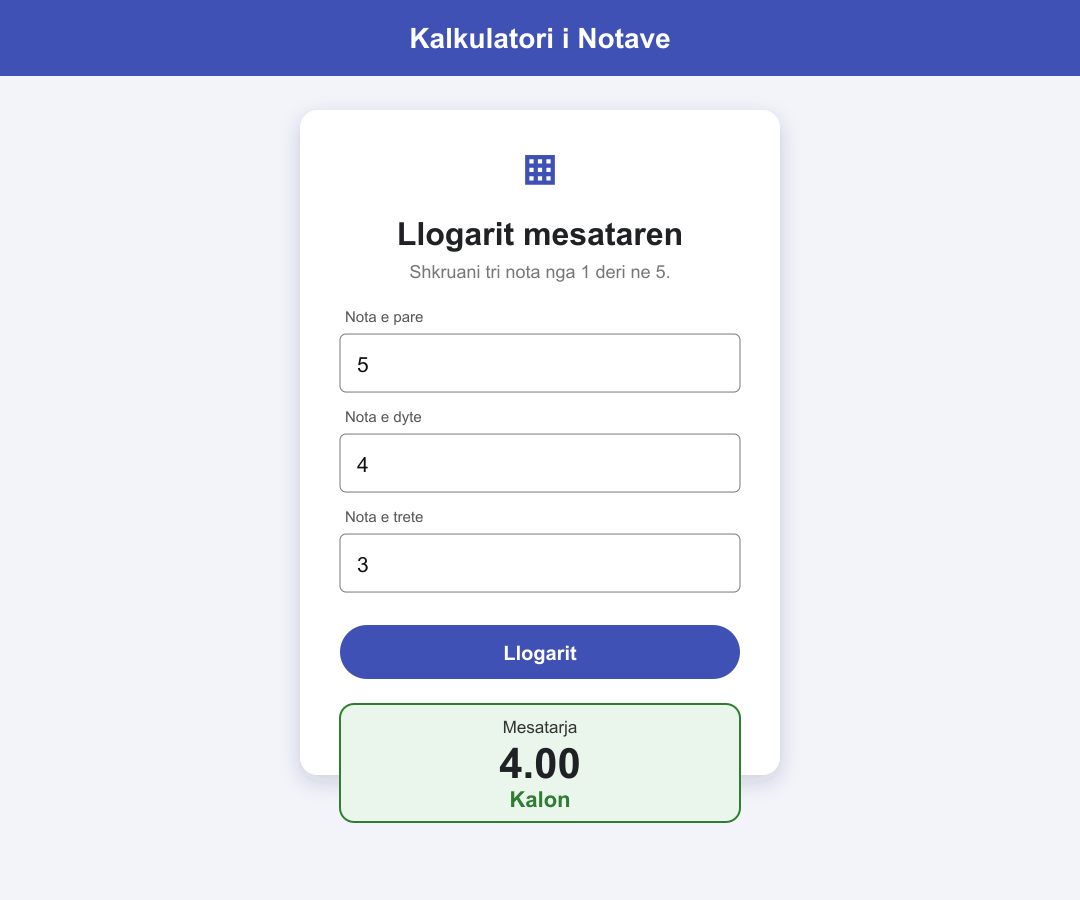 Kalkulatori i Notave
Llogarit mesataren
Shkruani tri nota nga 1 deri ne 5.
Nota e pare
5
Nota e dyte
4
Nota e trete
3
Llogarit
Mesatarja
4.00
Kalon